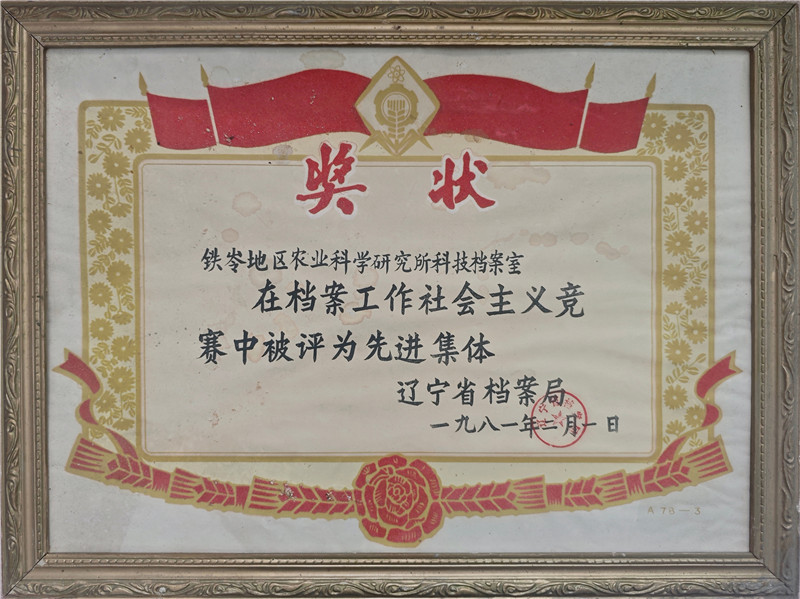 奖状
铁岺地区农业科学研究所科技档案室
在档案工作社会主义竞
赛中被评为先进集体
辽宁省档案局
一九八一年二月一日
A 78—3